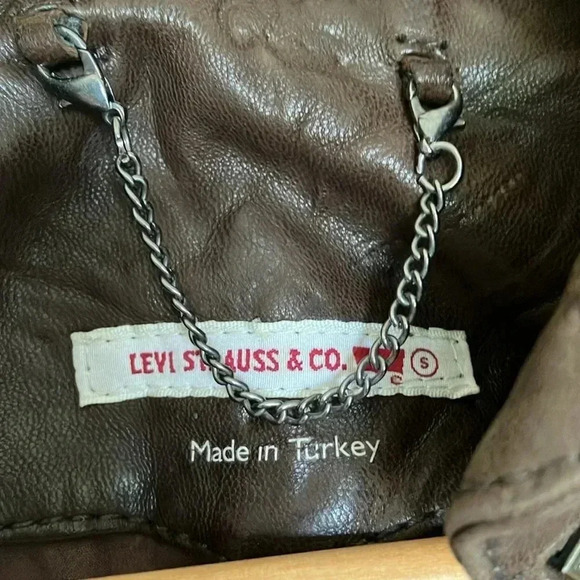 LEVI STRAUSS & CO. S
Made in Turkey